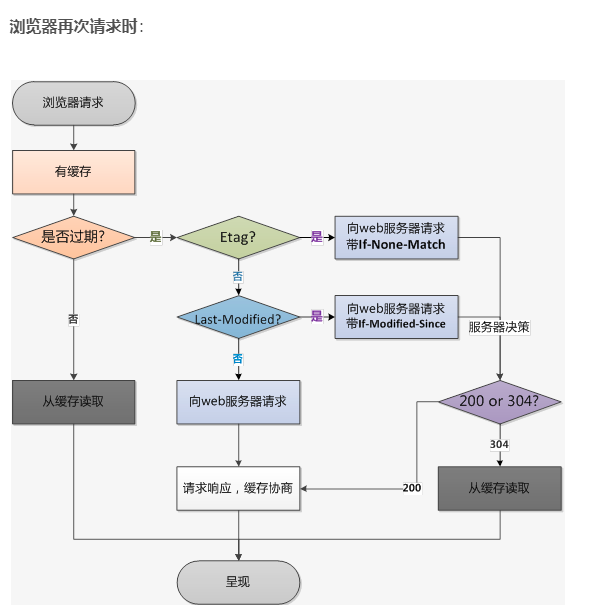 浏览器再次请求时：
浏览器请求
有缓存
是否过期？
是
Etag？
是
向web服务器请求
带If-None-Match
否
否
Last-Modified？
是
向web服务器请求
带If-Modified-Since
服务器决策
否
从缓存读取
向web服务器请求
200 or 304？
304
200
请求响应，缓存协商
从缓存读取
呈现